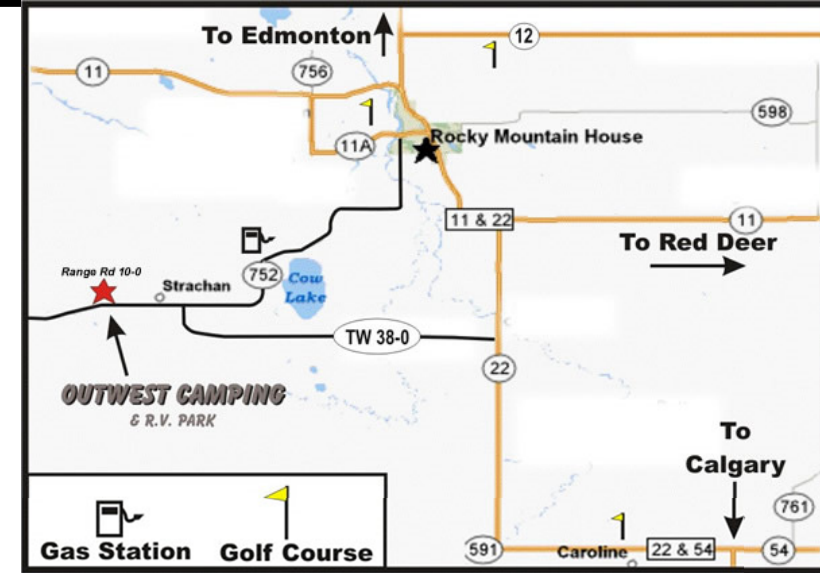 To Edmonton
12
11
756
598
11A
Rocky Mountain House
11 & 22
11
To Red Deer
Range Rd 10-0
Strachan
752
Cow
Lake
TW 38-0
22
OUTWEST CAMPING
& R.V. PARK
To
Calgary
761
591
Caroline
22 & 54
54
Gas Station
Golf Course